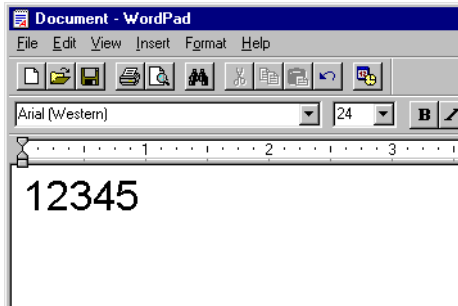 Document - WordPad
File Edit View Insert Format Help
Arial (Western) 24 B I
1 2 3
12345